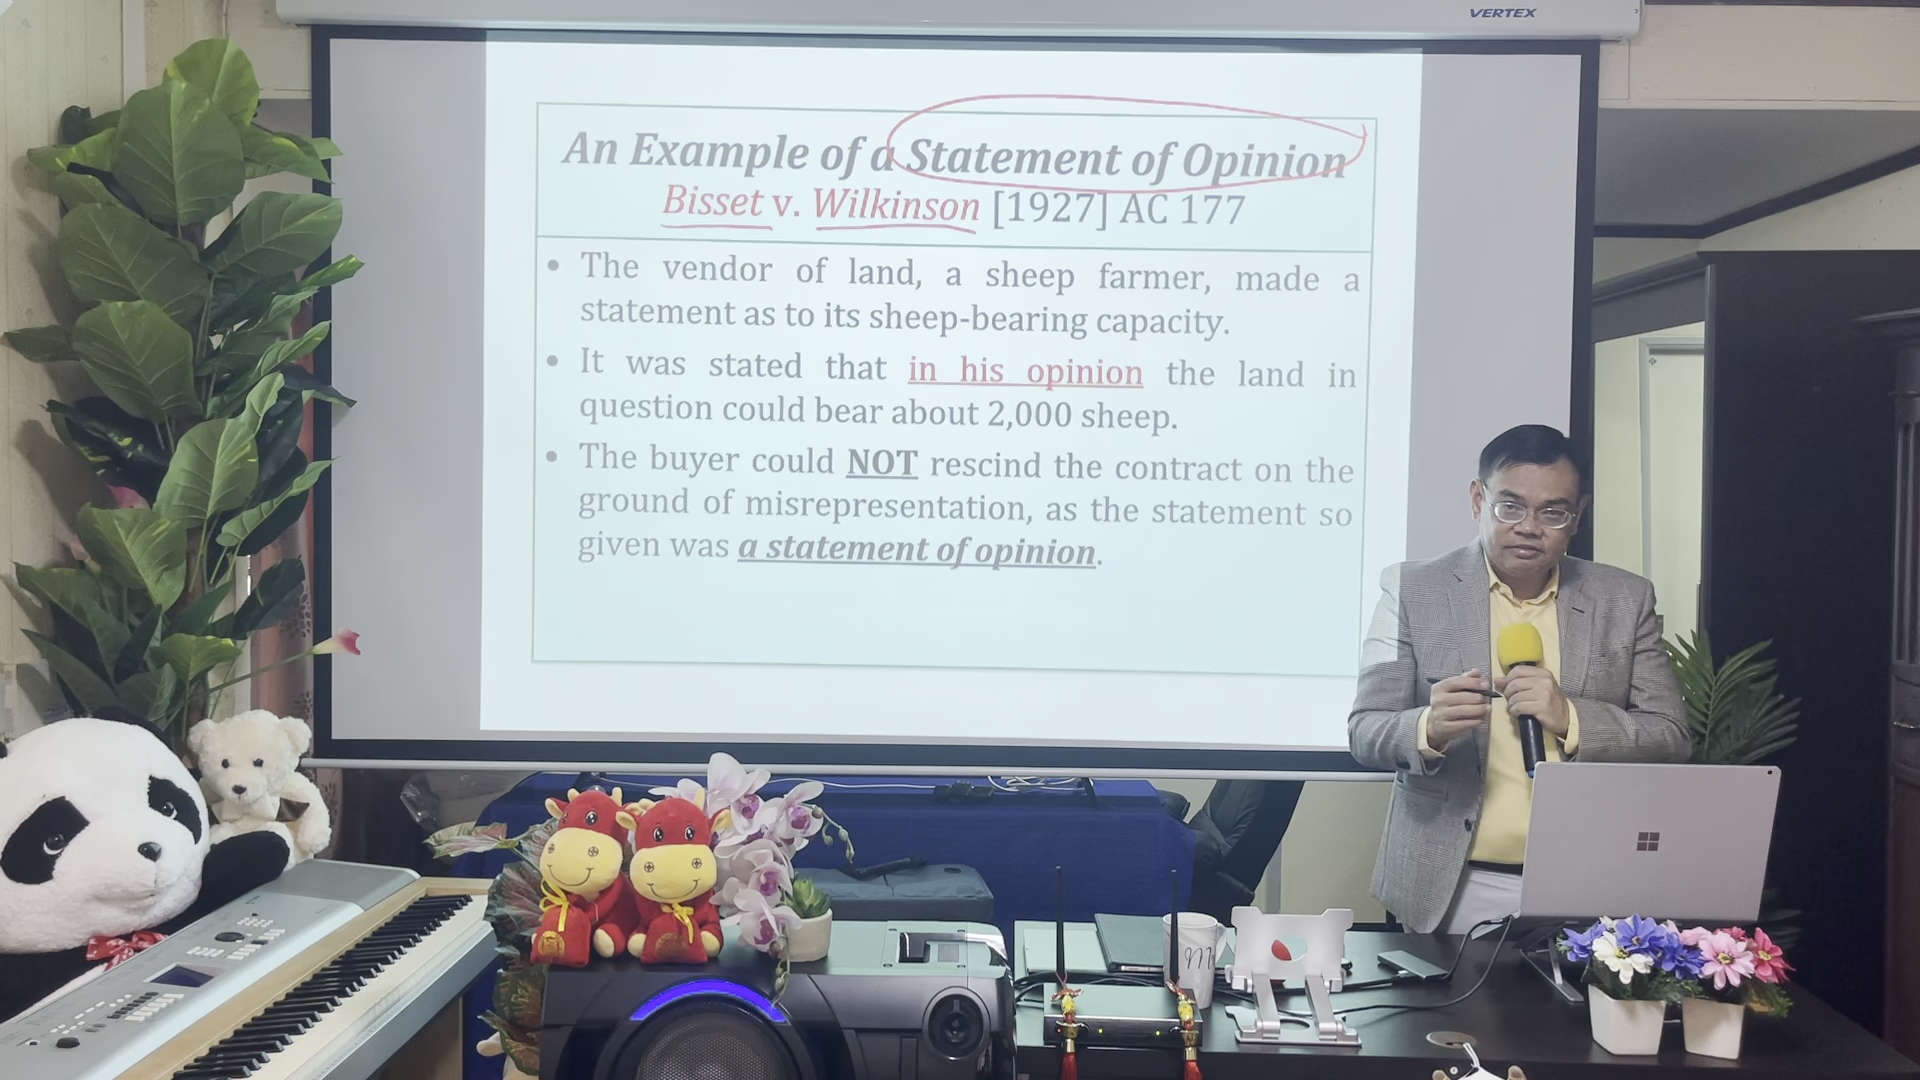 VERTEX
An Example of a Statement of Opinion
Bisset v. Wilkinson [1927] AC 177
• The vendor of land, a sheep farmer, made a
statement as to its sheep-bearing capacity.
• It was stated that in his opinion the land in
question could bear about 2,000 sheep.
• The buyer could NOT rescind the contract on the
ground of misrepresentation, as the statement so
given was a statement of opinion.